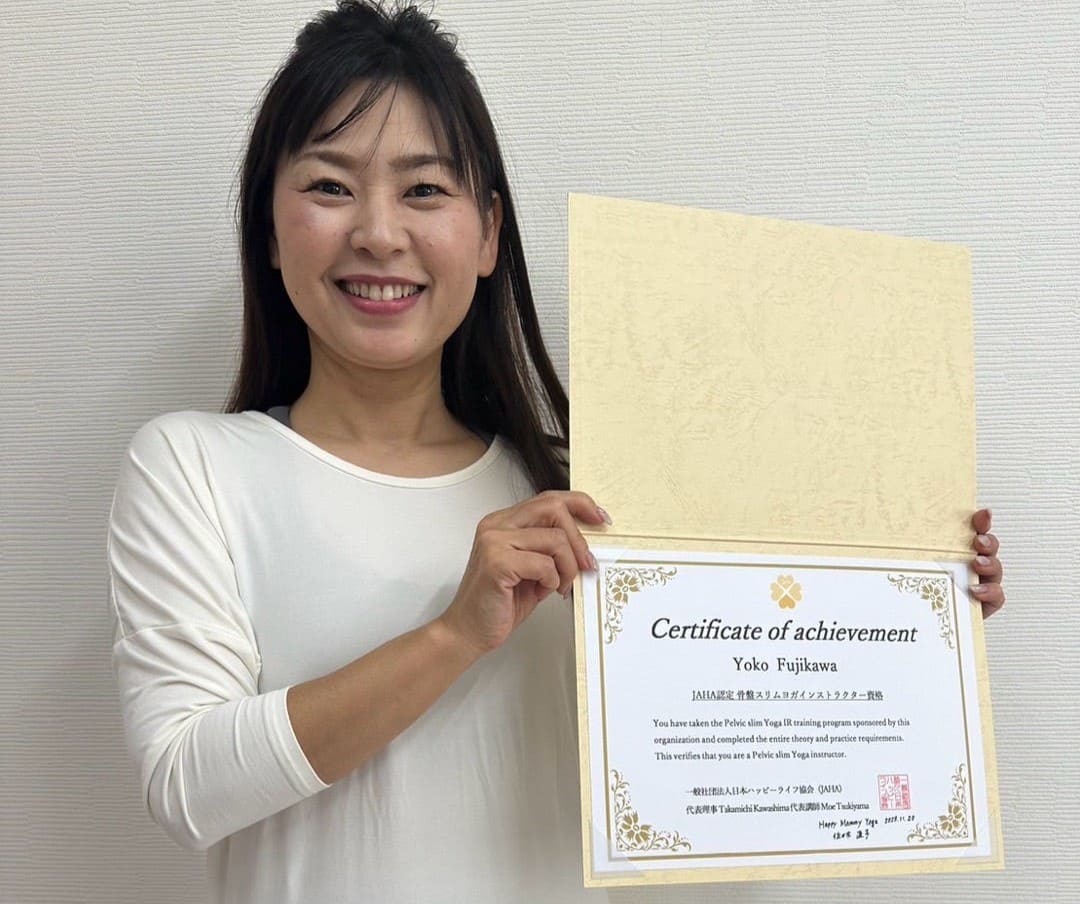 Certificate of achievement
Yoko Fujikawa
JAHA認定 骨盤スリムヨガインストラクター資格
You have taken the Pelvic slim Yoga IR training program sponsored by this
organization and completed the entire theory and practice requirements.
This verifies that you are a Pelvic slim Yoga instructor.
一般社団法人日本ハッピーライフ協会（JAHA）
代表理事 Takamichi Kawashima 代表講師 Moe Tsukiyama
Happy Mammy Yoga